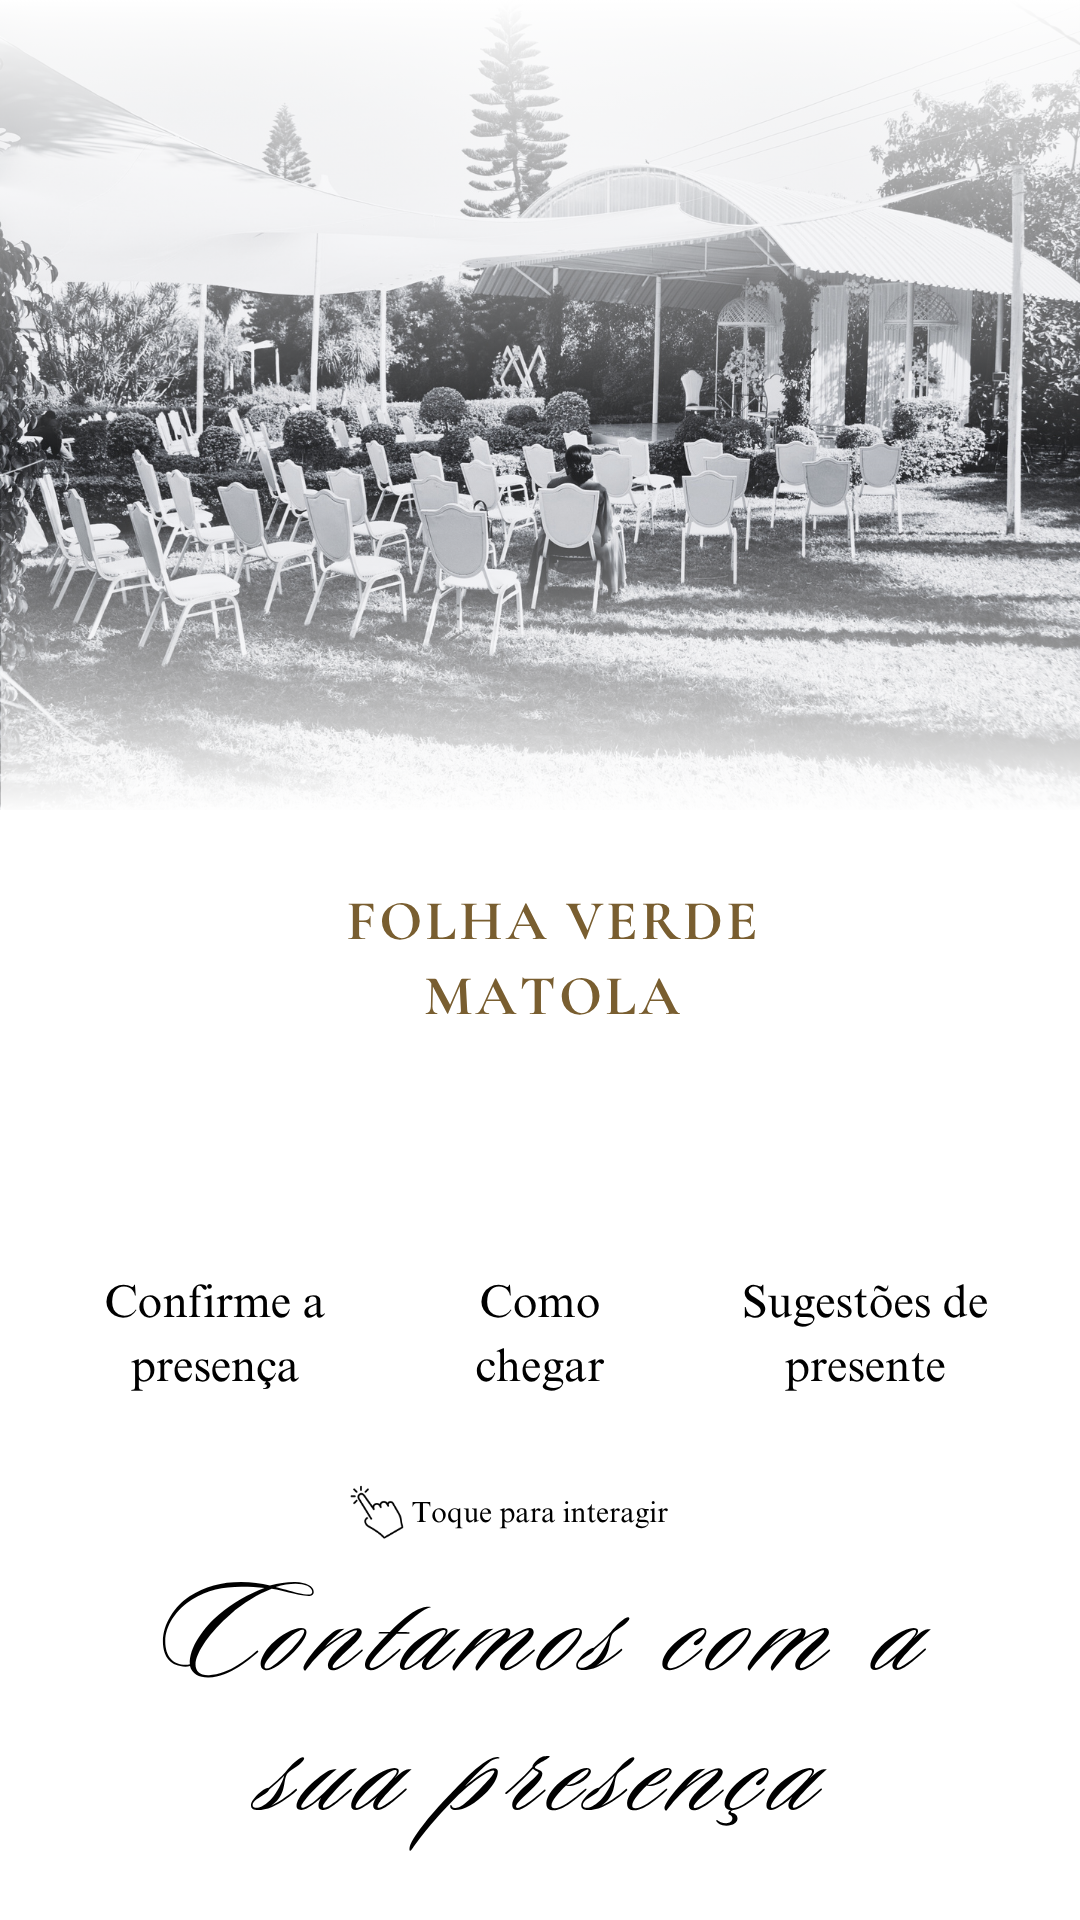 FOLHA VERDE
MATOLA
Confirme a
presença
Como
chegar
Sugestões de
presente
Toque para interagir
Contamos com a
sua presença